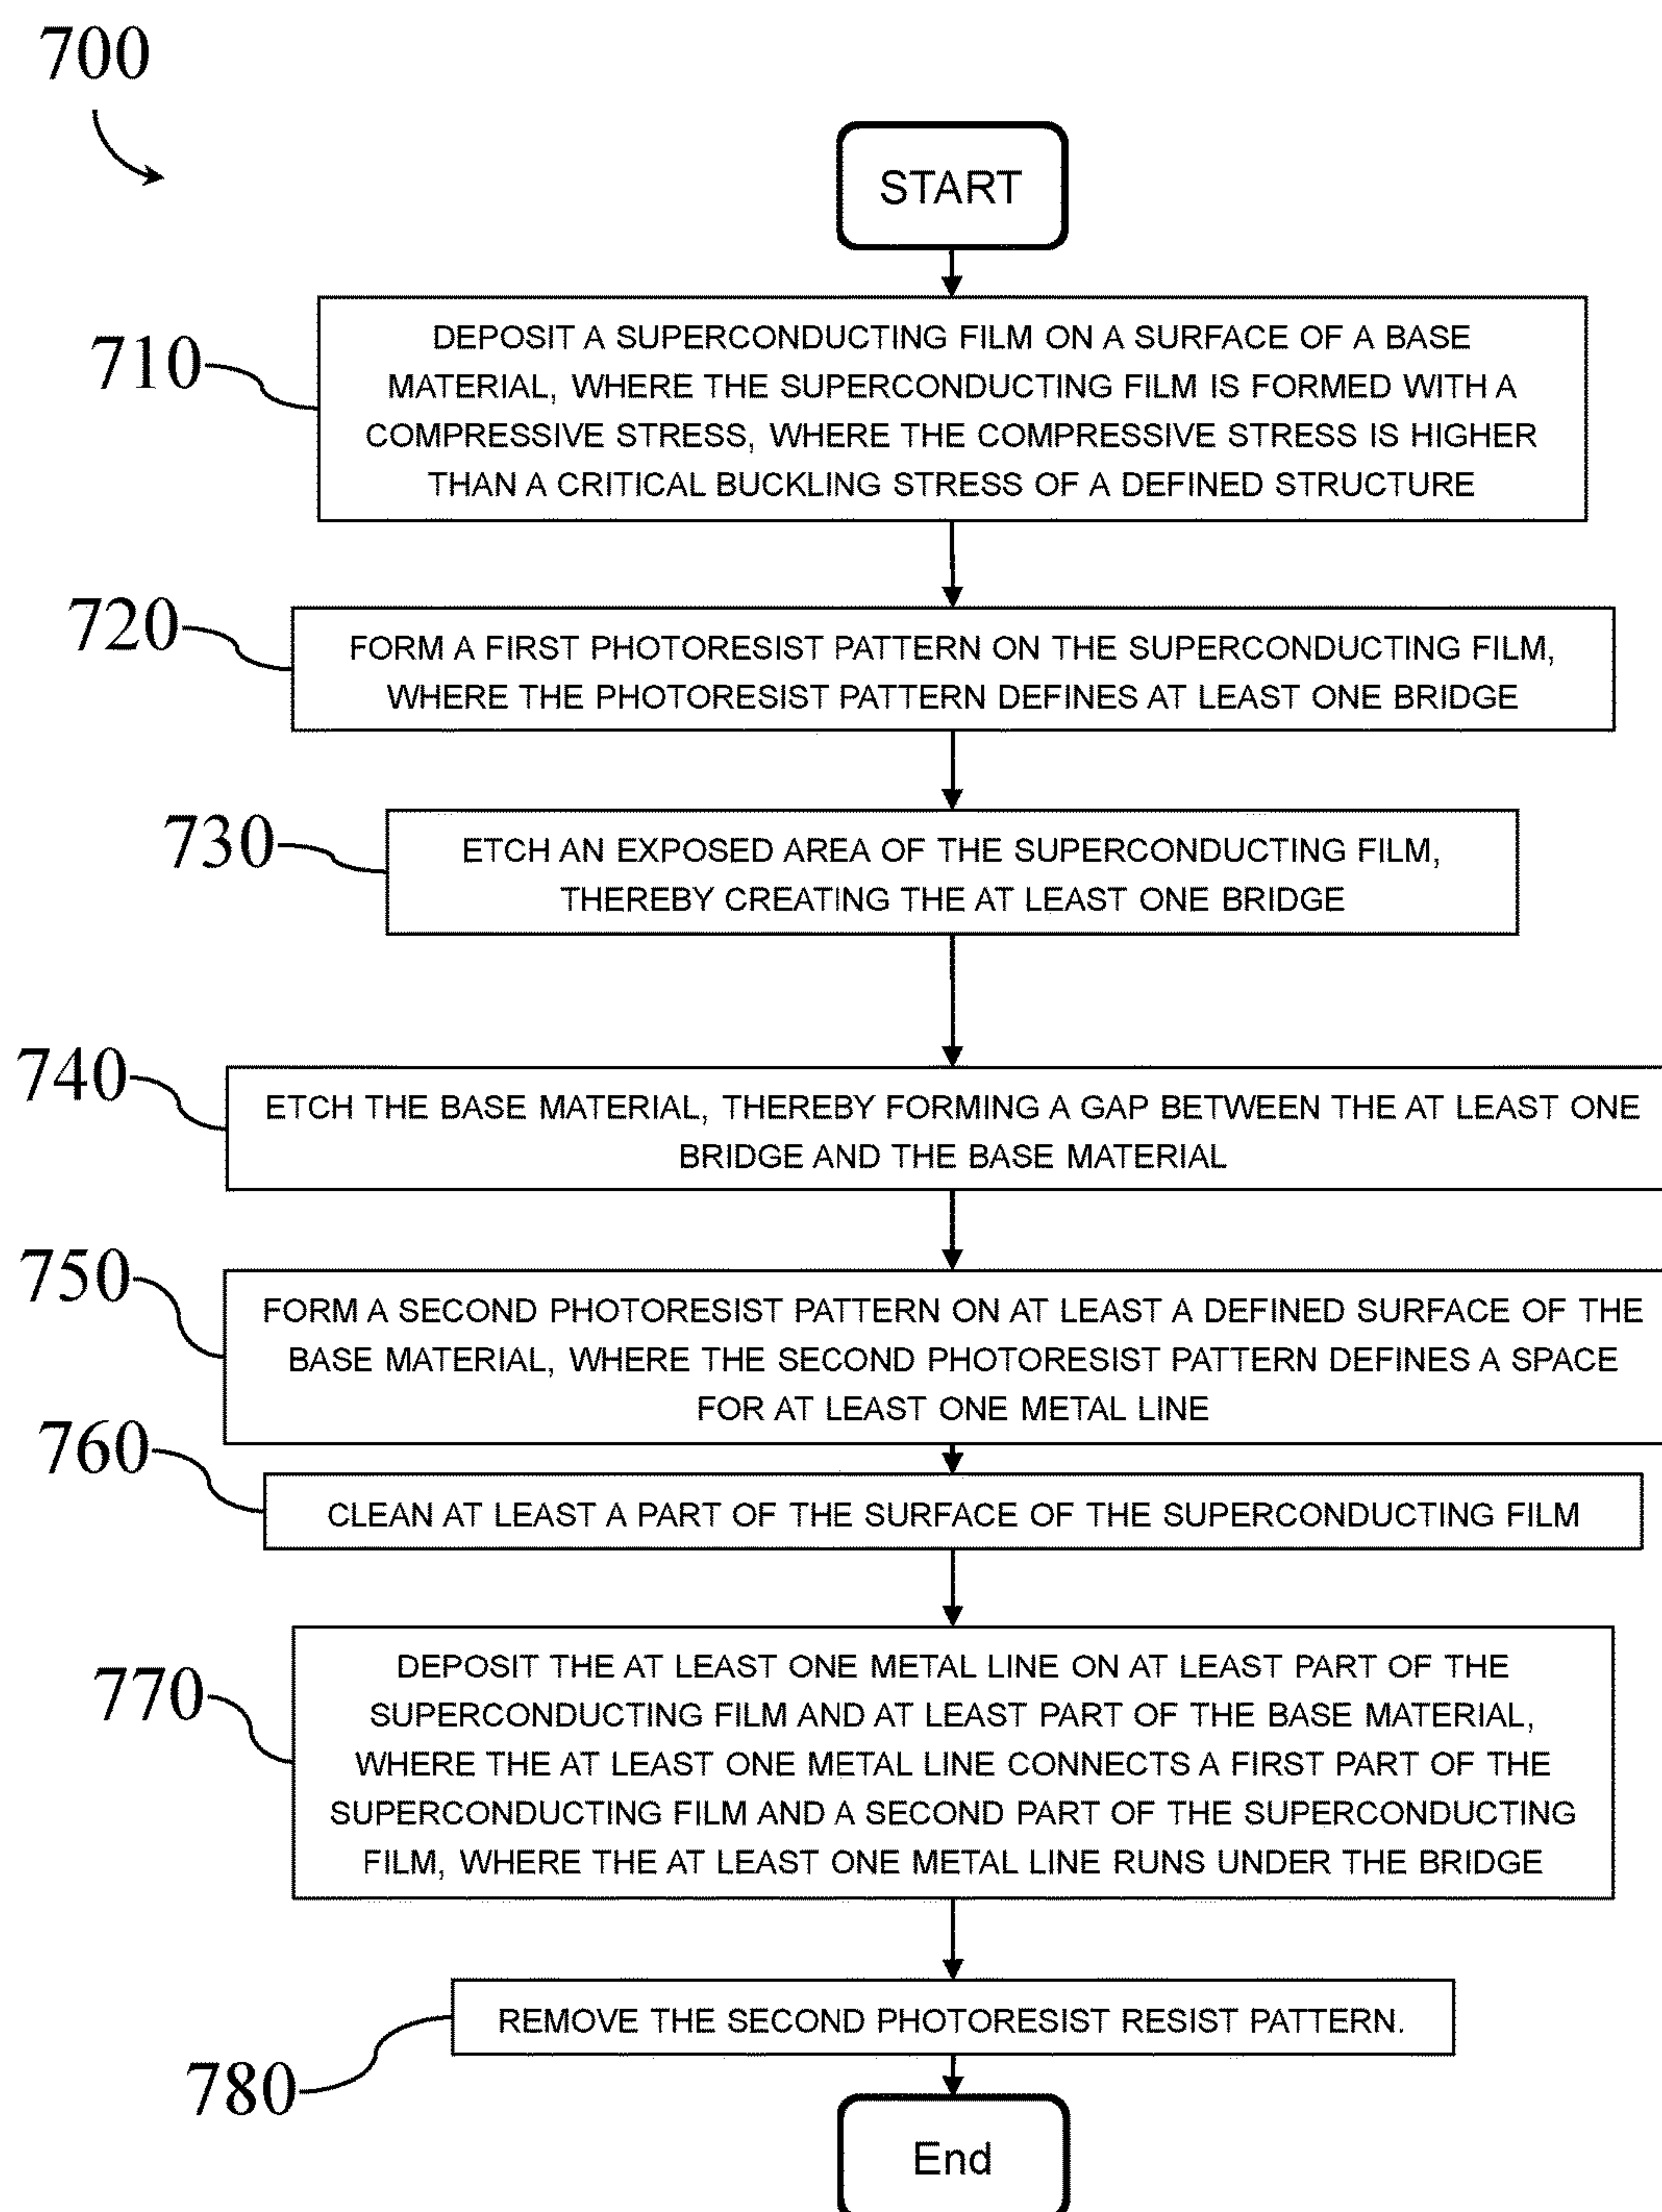 700
START
710
DEPOSIT A SUPERCONDUCTING FILM ON A SURFACE OF A BASE
MATERIAL, WHERE THE SUPERCONDUCTING FILM IS FORMED WITH A
COMPRESSIVE STRESS, WHERE THE COMPRESSIVE STRESS IS HIGHER
THAN A CRITICAL BUCKLING STRESS OF A DEFINED STRUCTURE
720
FORM A FIRST PHOTORESIST PATTERN ON THE SUPERCONDUCTING FILM,
WHERE THE PHOTORESIST PATTERN DEFINES AT LEAST ONE BRIDGE
730
ETCH AN EXPOSED AREA OF THE SUPERCONDUCTING FILM,
THEREBY CREATING THE AT LEAST ONE BRIDGE
740
ETCH THE BASE MATERIAL, THEREBY FORMING A GAP BETWEEN THE AT LEAST ONE
BRIDGE AND THE BASE MATERIAL
750
FORM A SECOND PHOTORESIST PATTERN ON AT LEAST A DEFINED SURFACE OF THE
BASE MATERIAL, WHERE THE SECOND PHOTORESIST PATTERN DEFINES A SPACE
FOR AT LEAST ONE METAL LINE
760
CLEAN AT LEAST A PART OF THE SURFACE OF THE SUPERCONDUCTING FILM
770
DEPOSIT THE AT LEAST ONE METAL LINE ON AT LEAST PART OF THE
SUPERCONDUCTING FILM AND AT LEAST PART OF THE BASE MATERIAL,
WHERE THE AT LEAST ONE METAL LINE CONNECTS A FIRST PART OF THE
SUPERCONDUCTING FILM AND A SECOND PART OF THE SUPERCONDUCTING
FILM, WHERE THE AT LEAST ONE METAL LINE RUNS UNDER THE BRIDGE
780
REMOVE THE SECOND PHOTORESIST RESIST PATTERN.
End